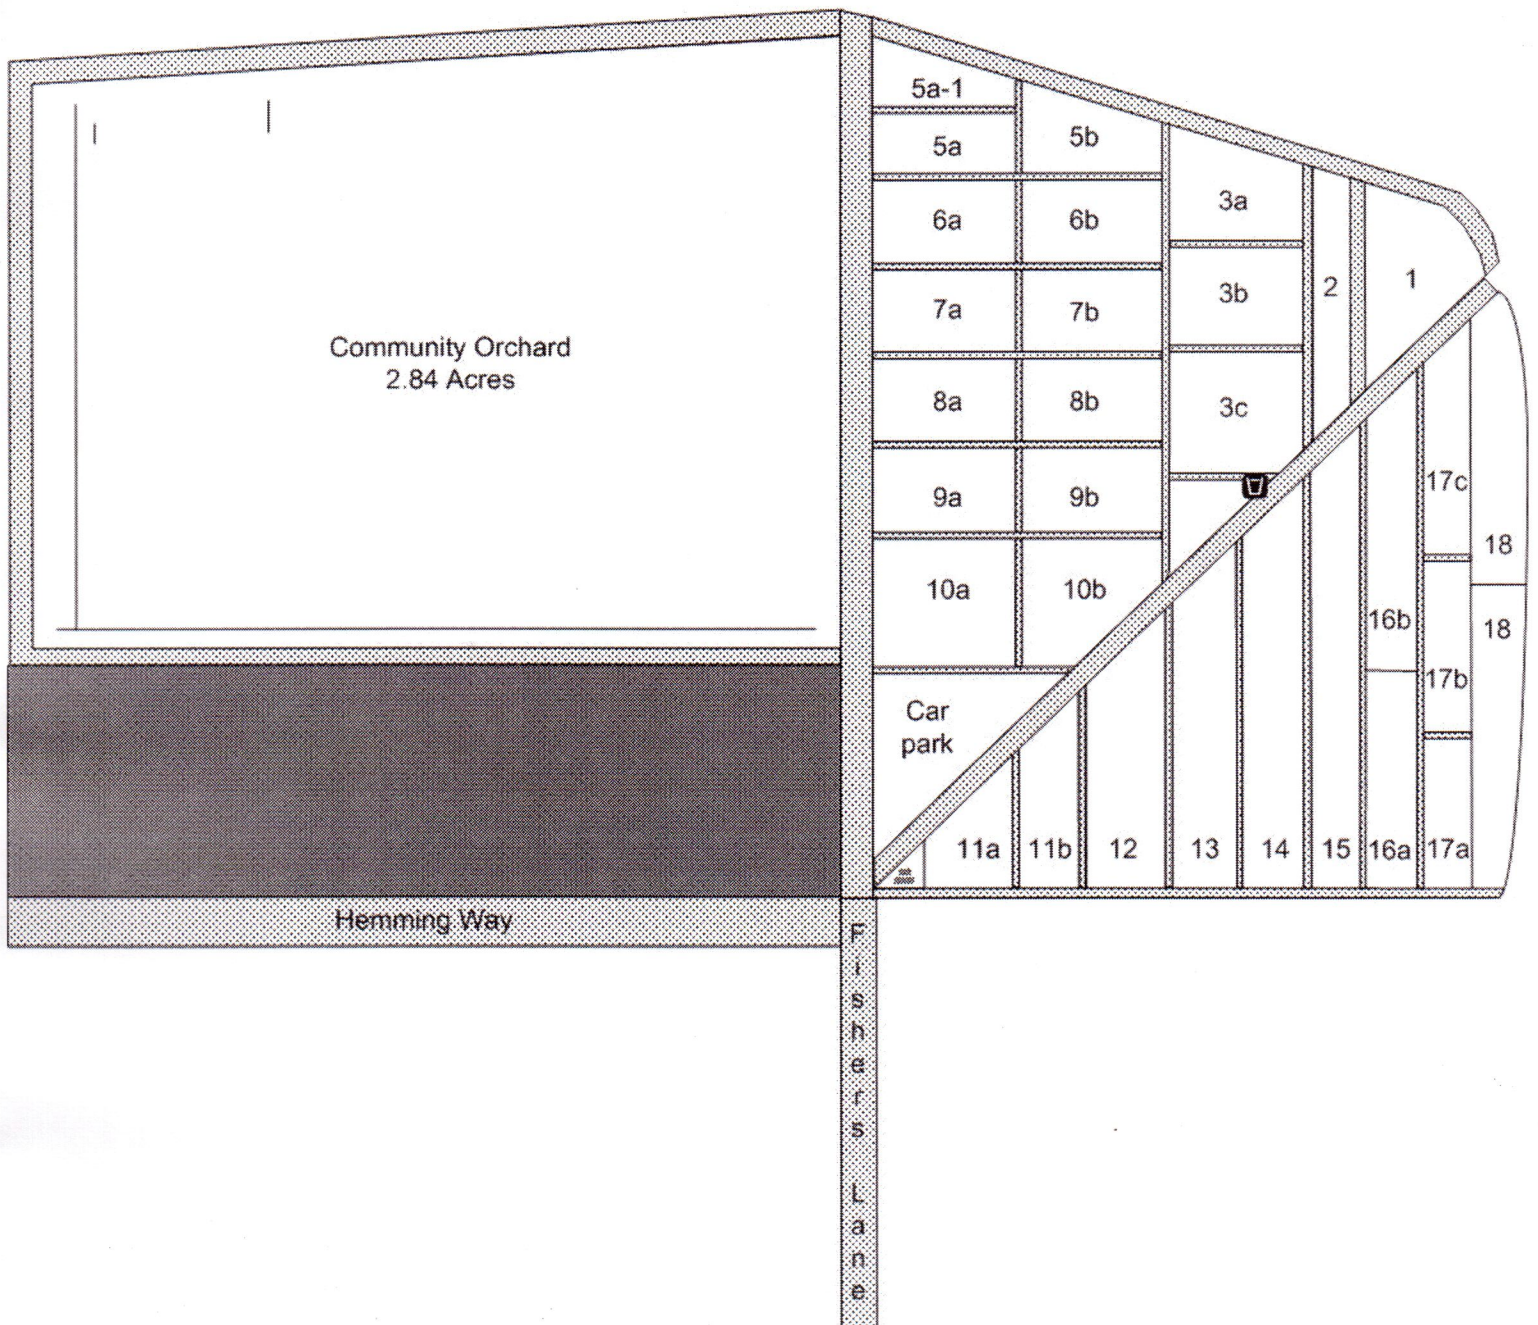 5a-1
5a
5b
6a
6b
3a
7a
7b
3b
2
1
Community Orchard
2.84 Acres
8a
8b
3c
9a
9b
17c
10a
10b
18
16b
18
17b
Car
park
11a
11b
12
13
14
15
16a
17a
Hemming Way
Fishers Lane